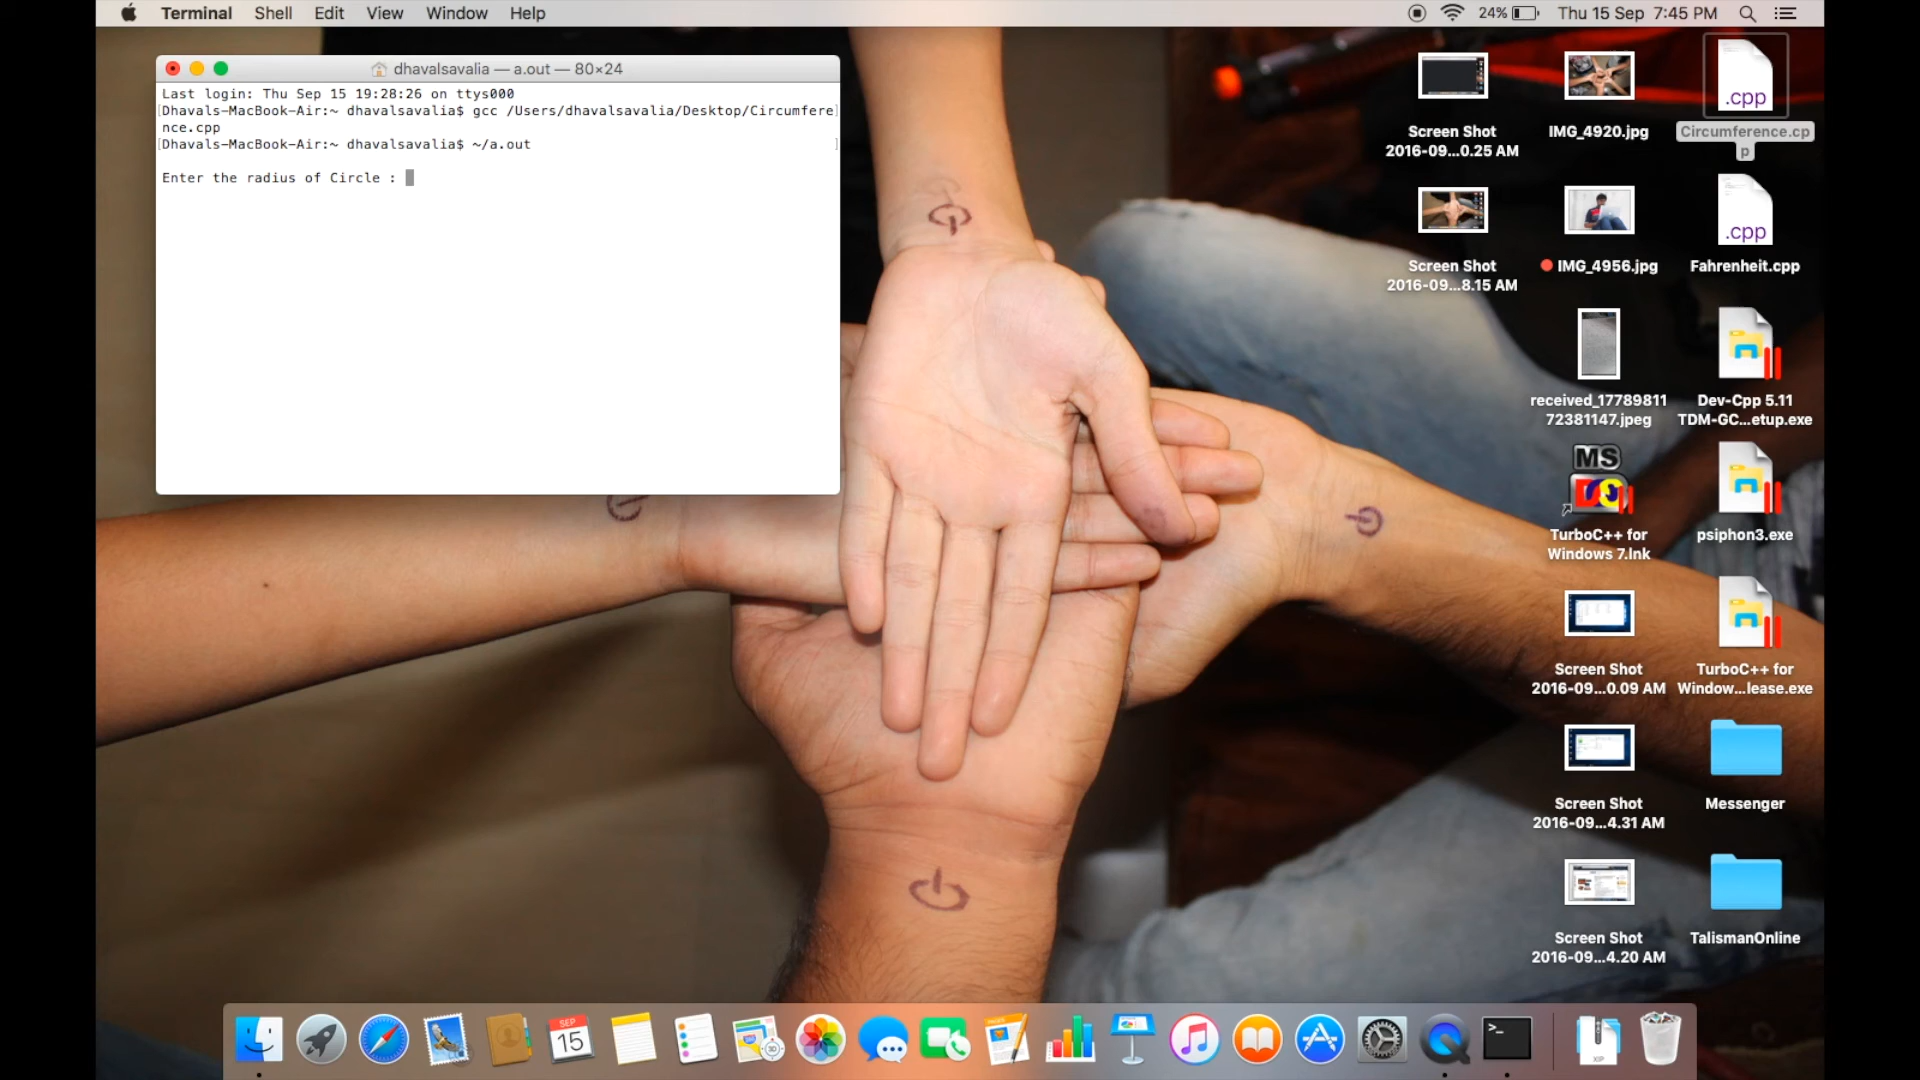 Terminal Shell Edit View Window Help
24% Thu 15 Sep 7:45 PM
dhavalsavalia — a.out — 80×24
Last login: Thu Sep 15 19:28:26 on ttys000
[Dhavals-MacBook-Air:~ dhavalsavalia$ gcc /Users/dhavalsavalia/Desktop/Circumfere]
nce.cpp
[Dhavals-MacBook-Air:~ dhavalsavalia$ ~/a.out ]
Enter the radius of Circle :
Screen Shot
2016-09...0.25 AM
IMG_4920.jpg
.cpp
Circumference.cp
p
Screen Shot
2016-09...8.15 AM
IMG_4956.jpg
.cpp
Fahrenheit.cpp
received_17789811
72381147.jpeg
Dev-Cpp 5.11
TDM-GC...etup.exe
MS
TurboC++ for
Windows 7.lnk
psiphon3.exe
Screen Shot
2016-09...0.09 AM
TurboC++ for
Window...lease.exe
Screen Shot
2016-09...4.31 AM
Messenger
Screen Shot
2016-09...4.20 AM
TalismanOnline
SEP
15
PAGES
3D
>_
XIP